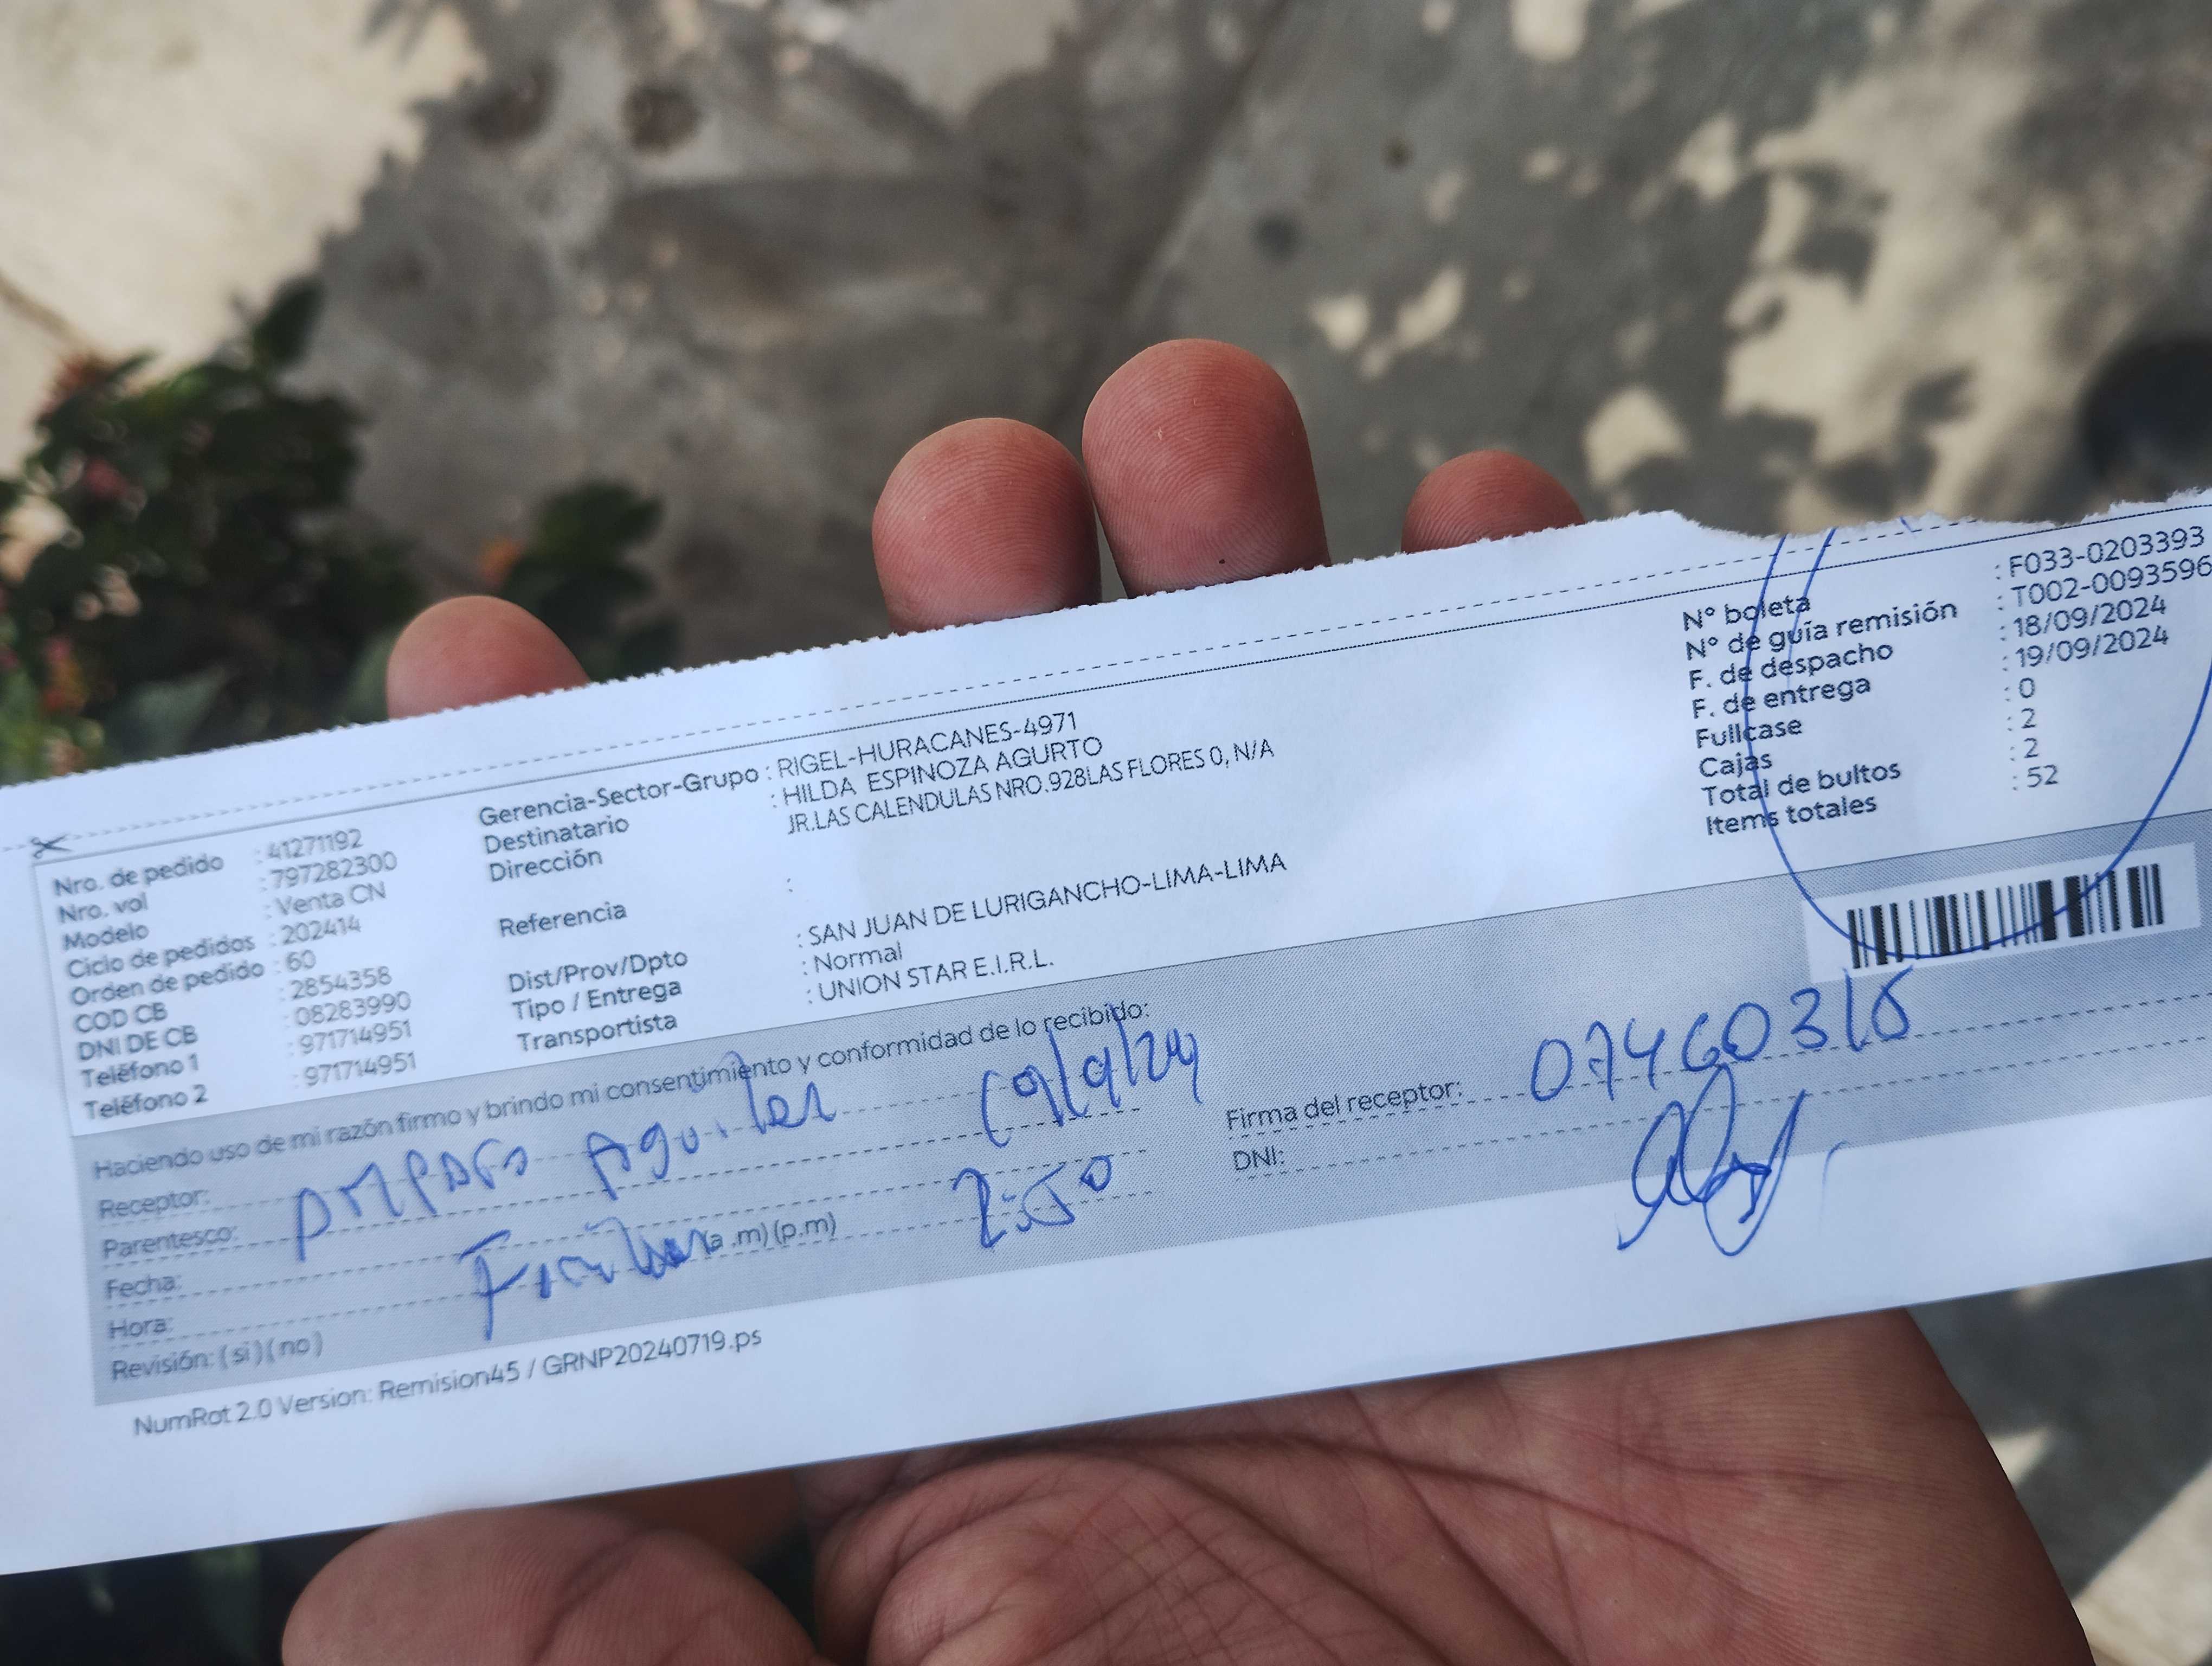 Nro. de pedido : 41271192
Nro. vol : 797282300
Modelo : Venta CN
Ciclo de pedidos : 202414
Orden de pedido : 60
COD CB : 2854358
DNI DE CB : 08283990
Teléfono 1 : 971714951
Teléfono 2 : 971714951
Gerencia-Sector-Grupo : RIGEL-HURACANES-4971
Destinatario : HILDA ESPINOZA AGURTO
Dirección JR.LAS CALENDULAS NRO.928LAS FLORES 0, N/A
Referencia :
Dist/Prov/Dpto : SAN JUAN DE LURIGANCHO-LIMA-LIMA
Tipo / Entrega : Normal
Transportista : UNION STAR E.I.R.L.
N° boleta : F033-0203393
N° de guía remisión : T002-0093596
F. de despacho : 18/09/2024
F. de entrega : 19/09/2024
Fullcase : 0
Cajas : 2
Total de bultos : 2
Items totales : 52
Haciendo uso de mi razón firmo y brindo mi consentimiento y conformidad de lo recibido:
Receptor: Aguilar
Parentesco:
Fecha: 19/9/24
Hora: (a .m) (p.m) 2:50
Revisión: ( si ) ( no )
Firma del receptor:
DNI:
NumRot 2.0 Version: Remision45 / GRNP20240719.ps